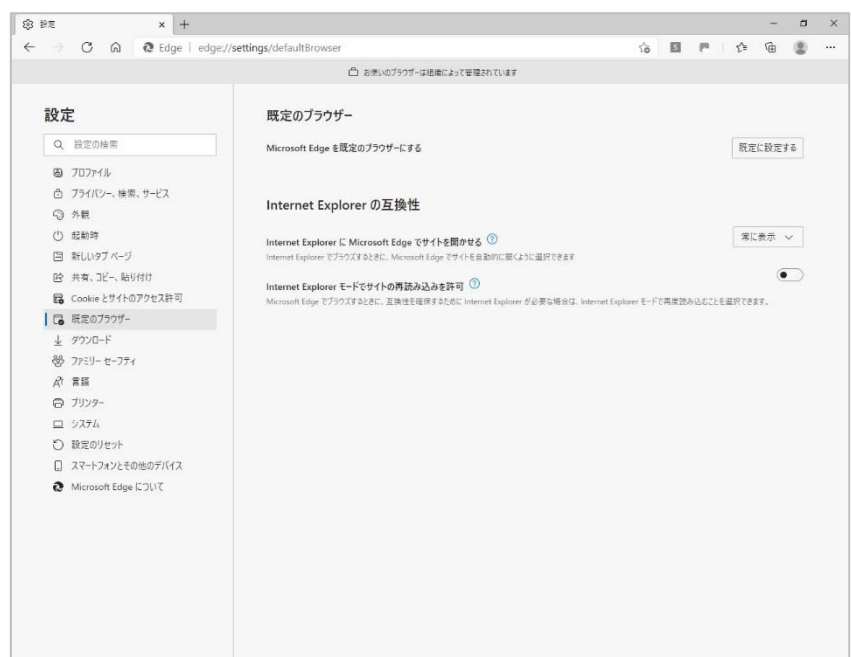 設定
Edge | edge://settings/defaultBrowser
お使いのブラウザーは組織によって管理されています
設定
設定の検索
プロファイル
プライバシー、検索、サービス
外観
起動時
新しいタブ ページ
共有、コピー、貼り付け
Cookie とサイトのアクセス許可
既定のブラウザー
ダウンロード
ファミリー セーフティ
言語
プリンター
システム
設定のリセット
スマートフォンとその他のデバイス
Microsoft Edge について
既定のブラウザー
Microsoft Edge を既定のブラウザーにする
既定に設定する
Internet Explorer の互換性
Internet Explorer に Microsoft Edge でサイトを開かせる
常に表示
Internet Explorer でブラウズするときに、Microsoft Edge でサイトを自動的に開くように選択できます
Internet Explorer モードでサイトの再読み込みを許可
Microsoft Edge でブラウズするときに、互換性を確保するために Internet Explorer が必要な場合は、Internet Explorer モードで再度読み込むことを選択できます。